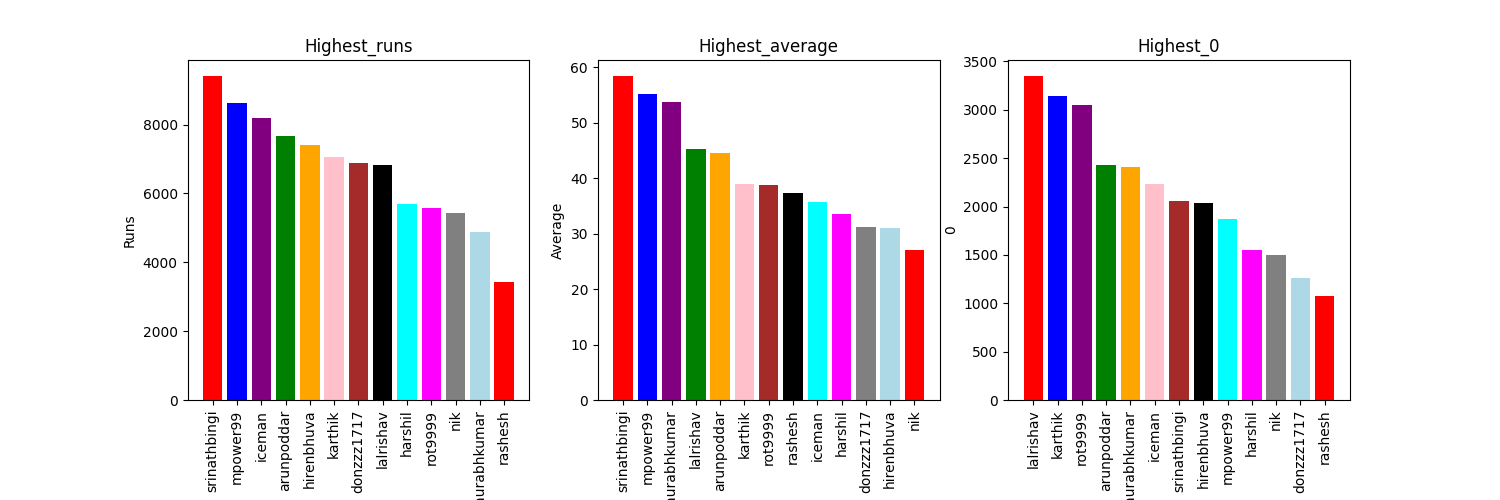 Highest_runs
Runs
8000
6000
4000
2000
0
srinathbingi
mpower99
iceman
arunpoddar
hirenbhuva
karthik
donzzz1717
lalrishav
harshil
rot9999
nik
urabhkumar
rashesh
Highest_average
Average
60
50
40
30
20
10
0
srinathbingi
mpower99
urabhkumar
lalrishav
arunpoddar
karthik
rot9999
rashesh
iceman
harshil
donzzz1717
hirenbhuva
nik
Highest_0
0
3500
3000
2500
2000
1500
1000
500
0
lalrishav
karthik
rot9999
arunpoddar
urabhkumar
iceman
srinathbingi
hirenbhuva
mpower99
harshil
nik
donzzz1717
rashesh